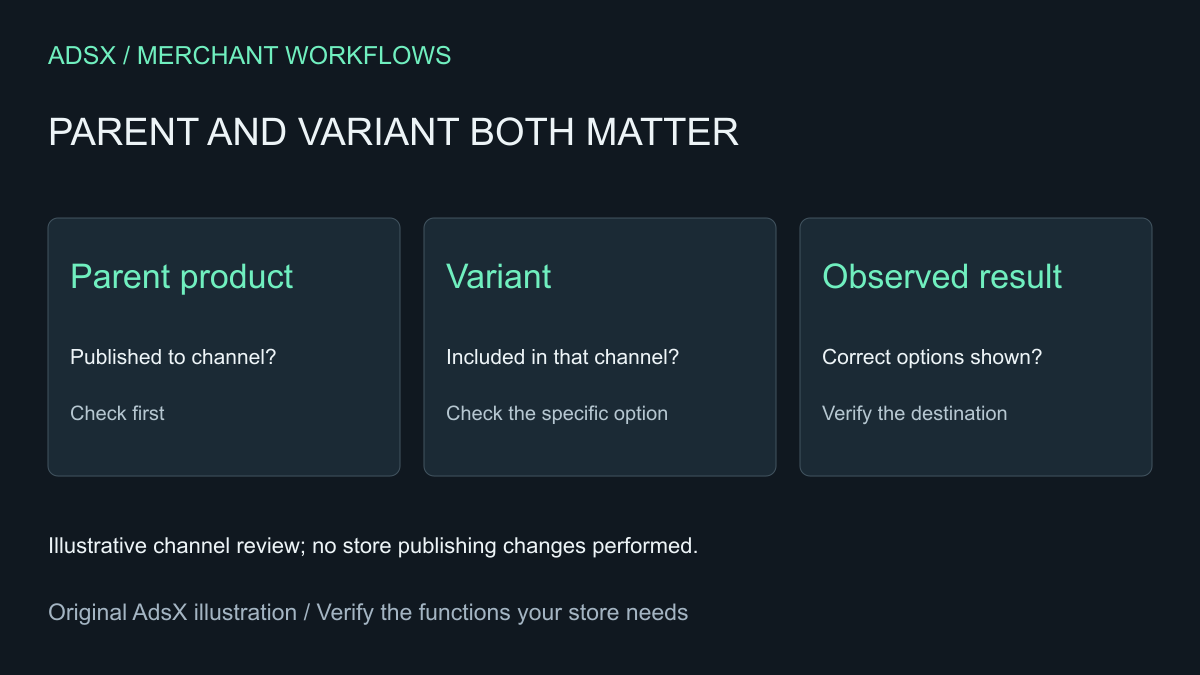 ADSX / MERCHANT WORKFLOWS
PARENT AND VARIANT BOTH MATTER
Parent product
Published to channel?
Check first
Variant
Included in that channel?
Check the specific option
Observed result
Correct options shown?
Verify the destination
Illustrative channel review; no store publishing changes performed.
Original AdsX illustration / Verify the functions your store needs